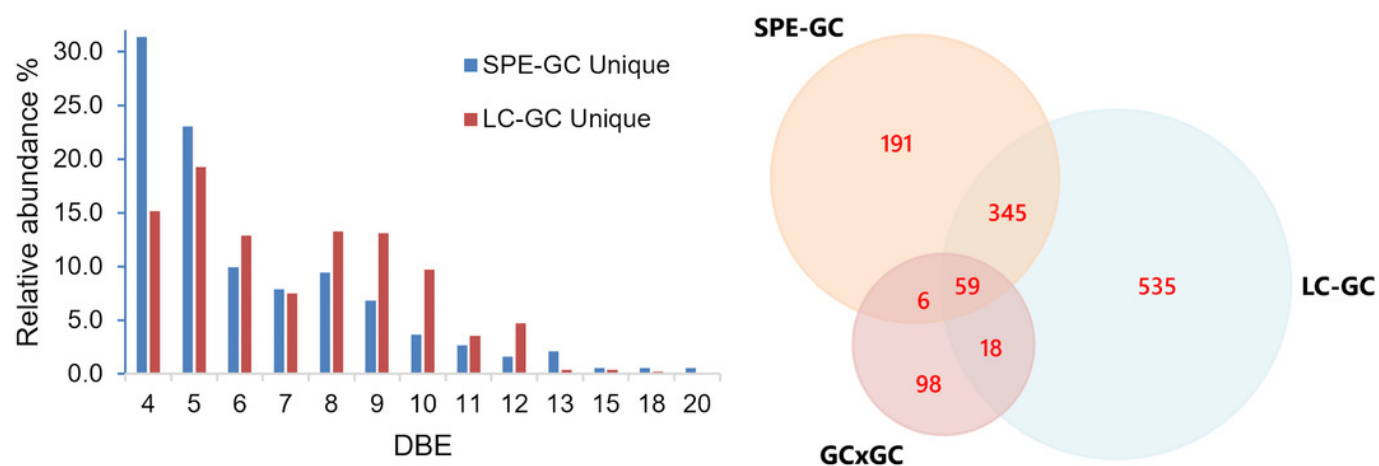 Relative abundance %
30.0
25.0
20.0
15.0
10.0
5.0
0.0
SPE-GC Unique
LC-GC Unique
4 5 6 7 8 9 10 11 12 13 15 18 20
DBE
SPE-GC
191
345
59
6
535
LC-GC
18
98
GCxGC